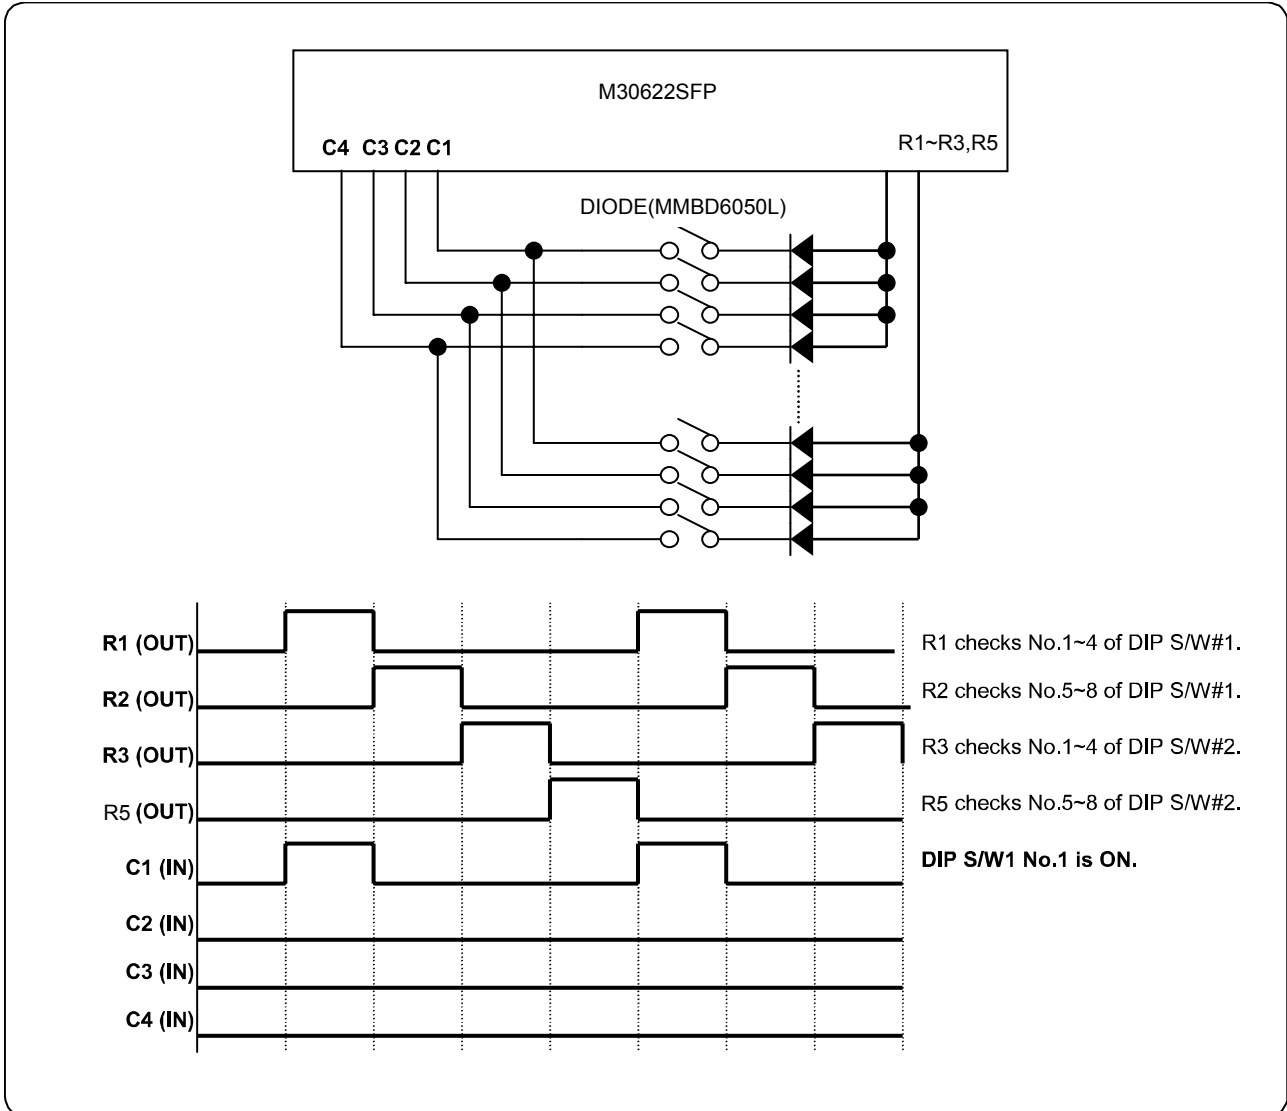 M30622SFP
C4 C3 C2 C1 R1~R3,R5
DIODE(MMBD6050L)
R1 (OUT) R1 checks No.1~4 of DIP S/W#1.
R2 (OUT) R2 checks No.5~8 of DIP S/W#1.
R3 (OUT) R3 checks No.1~4 of DIP S/W#2.
R5 (OUT) R5 checks No.5~8 of DIP S/W#2.
C1 (IN) DIP S/W1 No.1 is ON.
C2 (IN)
C3 (IN)
C4 (IN)